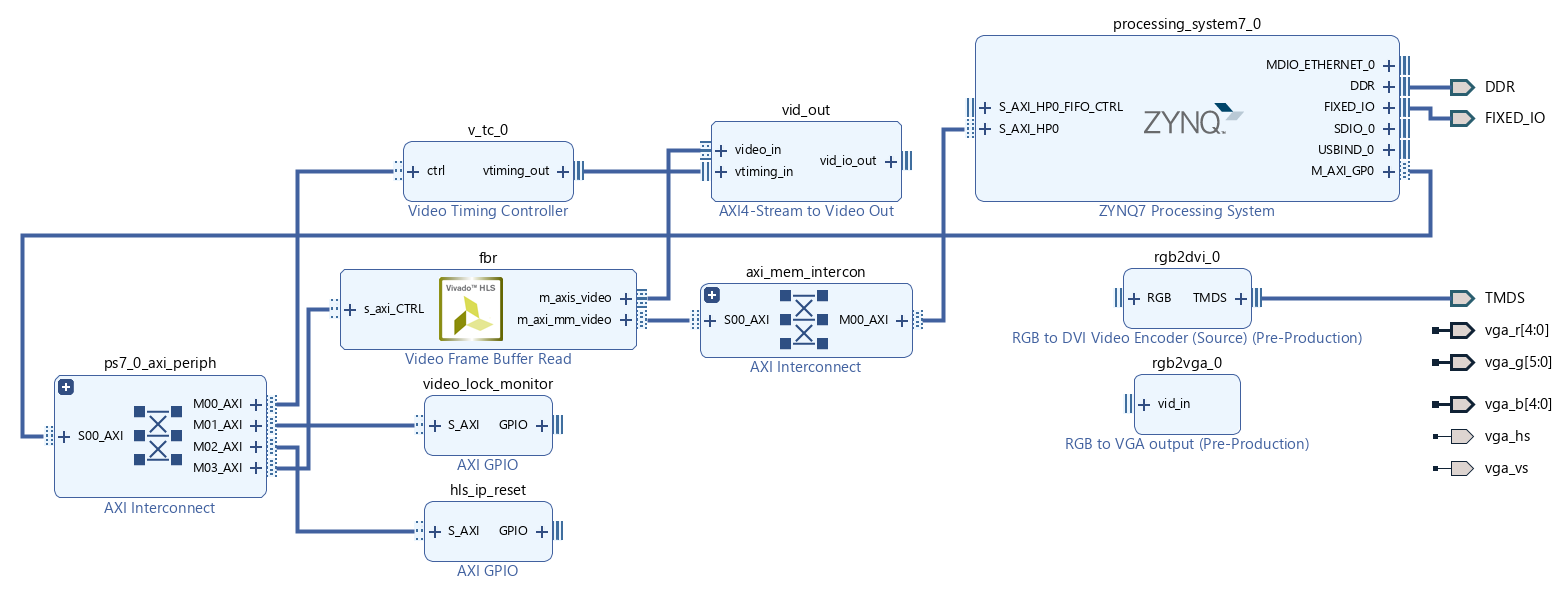 processing_system7_0
MDIO_ETHERNET_0
DDR
FIXED_IO
SDIO_0
USBIND_0
M_AXI_GP0
S_AXI_HP0_FIFO_CTRL
S_AXI_HP0
ZYNQ
ZYNQ7 Processing System
DDR
FIXED_IO
vid_out
video_in
vtiming_in
vid_io_out
AXI4-Stream to Video Out
v_tc_0
ctrl
vtiming_out
Video Timing Controller
fbr
s_axi_CTRL
Vivado™ HLS
m_axis_video
m_axi_mm_video
Video Frame Buffer Read
axi_mem_intercon
S00_AXI
M00_AXI
AXI Interconnect
rgb2dvi_0
RGB
TMDS
RGB to DVI Video Encoder (Source) (Pre-Production)
TMDS
vga_r[4:0]
vga_g[5:0]
vga_b[4:0]
vga_hs
vga_vs
rgb2vga_0
vid_in
RGB to VGA output (Pre-Production)
ps7_0_axi_periph
S00_AXI
M00_AXI
M01_AXI
M02_AXI
M03_AXI
AXI Interconnect
video_lock_monitor
S_AXI
GPIO
AXI GPIO
hls_ip_reset
S_AXI
GPIO
AXI GPIO